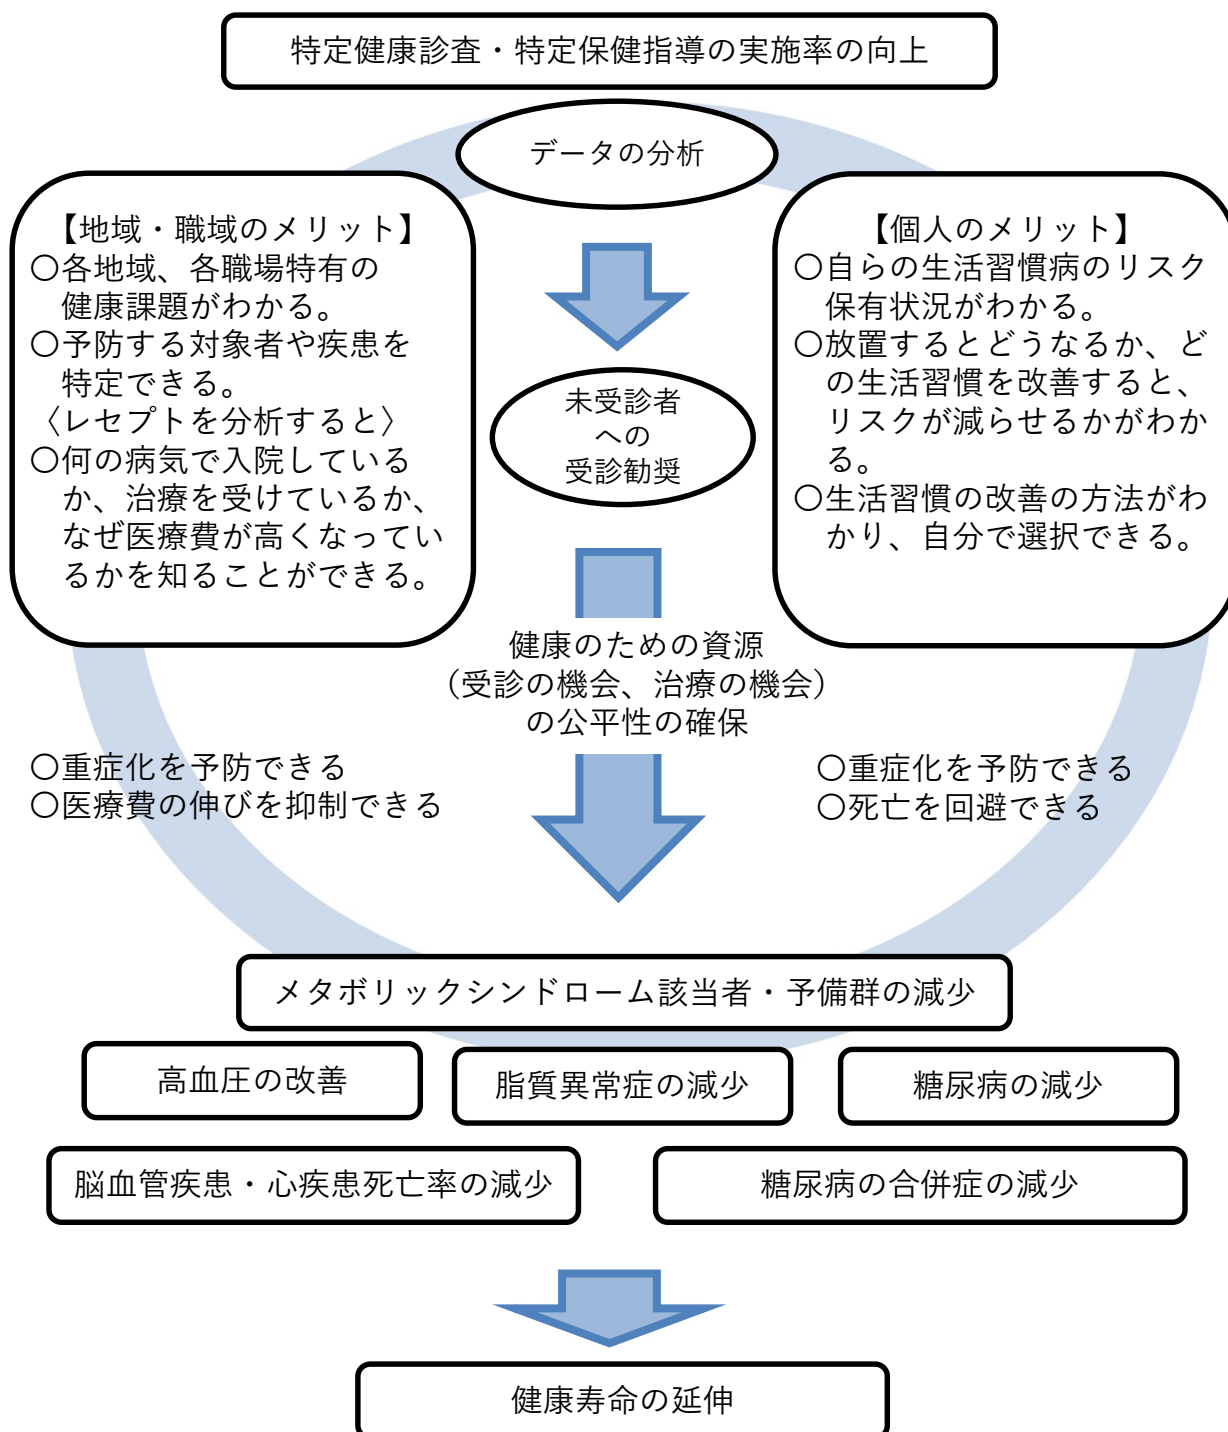 特定健康診査・特定保健指導の実施率の向上
データの分析
【地域・職域のメリット】
〇各地域、各職場特有の
健康課題がわかる。
〇予防する対象者や疾患を
特定できる。
〈レセプトを分析すると〉
〇何の病気で入院している
か、治療を受けているか、
なぜ医療費が高くなってい
るかを知ることができる。
【個人のメリット】
〇自らの生活習慣病のリスク
保有状況がわかる。
〇放置するとどうなるか、ど
の生活習慣を改善すると、
リスクが減らせるかがわか
る。
〇生活習慣の改善の方法がわ
かり、自分で選択できる。
未受診者
への
受診勧奨
健康のための資源
（受診の機会、治療の機会）
の公平性の確保
〇重症化を予防できる
〇医療費の伸びを抑制できる
〇重症化を予防できる
〇死亡を回避できる
メタボリックシンドローム該当者・予備群の減少
高血圧の改善
脂質異常症の減少
糖尿病の減少
脳血管疾患・心疾患死亡率の減少
糖尿病の合併症の減少
健康寿命の延伸